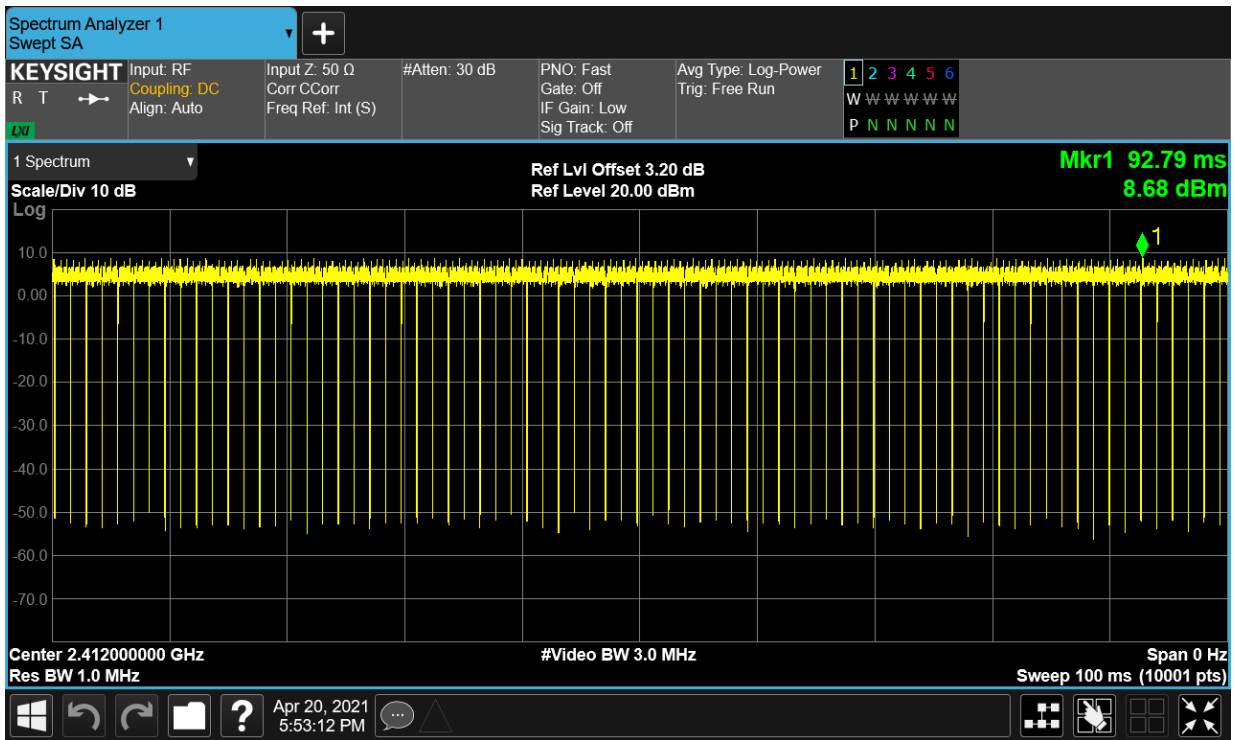 Spectrum Analyzer 1
Swept SA
+
KEYSIGHT
R T
LXI
Input: RF
Coupling: DC
Align: Auto
Input Z: 50 Ω
Corr CCorr
Freq Ref: Int (S)
#Atten: 30 dB
PNO: Fast
Gate: Off
IF Gain: Low
Sig Track: Off
Avg Type: Log-Power
Trig: Free Run
1 2 3 4 5 6
W W W W W W
P N N N N N
1 Spectrum
Scale/Div 10 dB
Log
Ref Lvl Offset 3.20 dB
Ref Level 20.00 dBm
Mkr1 92.79 ms
8.68 dBm
1
10.0
0.00
-10.0
-20.0
-30.0
-40.0
-50.0
-60.0
-70.0
Center 2.412000000 GHz
Res BW 1.0 MHz
#Video BW 3.0 MHz
Span 0 Hz
Sweep 100 ms (10001 pts)
?
Apr 20, 2021
5:53:12 PM